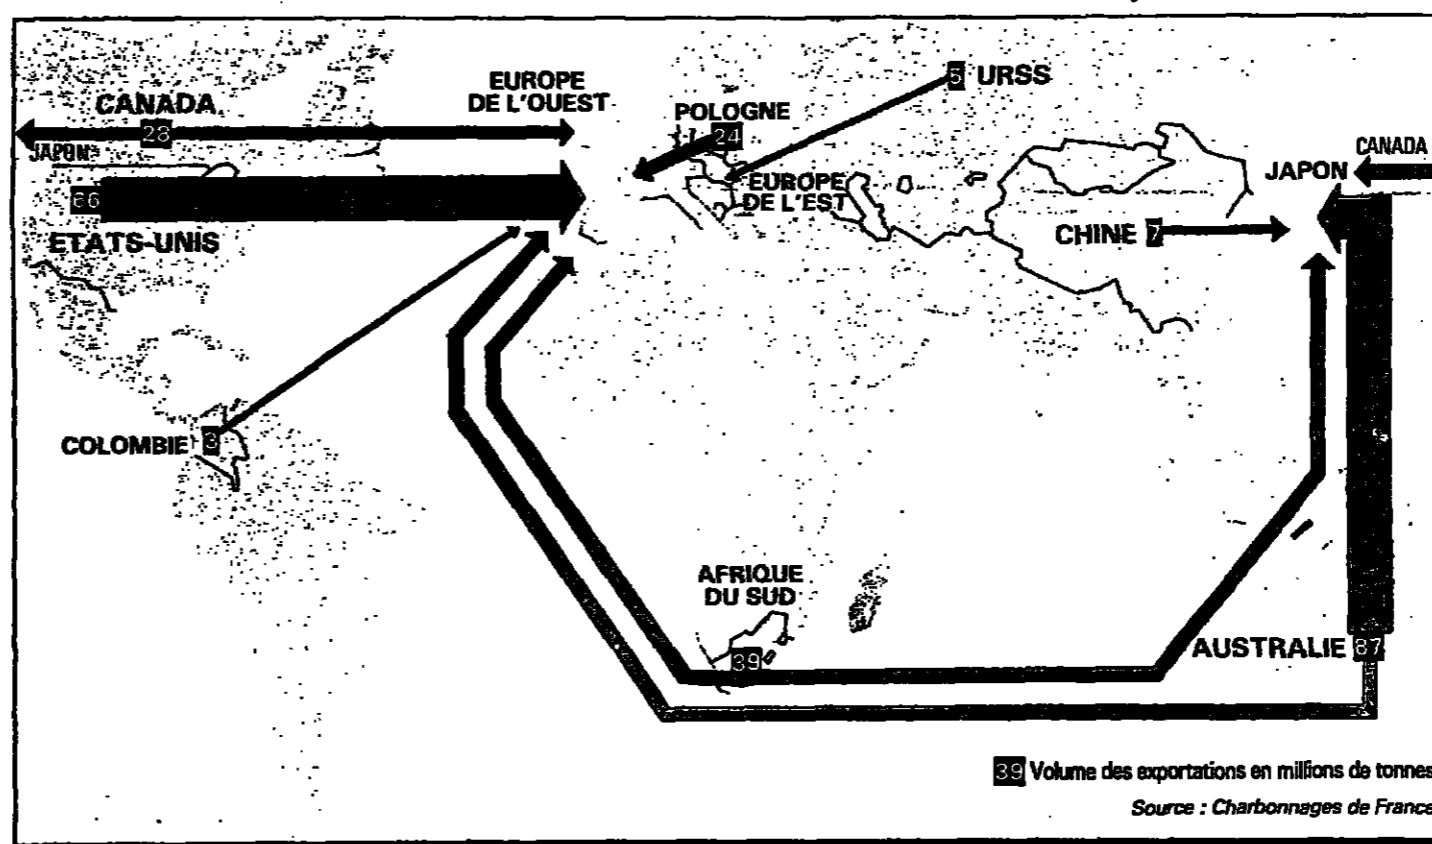 EUROPE
DE L'OUEST
CANADA
28
JAPON
POLOGNE
24
5 URSS
EUROPE
DE L'EST
CANADA
JAPON
CHINE 7
ETATS-UNIS
COLOMBIE 3
AFRIQUE
DU SUD
39
AUSTRALIE 87
39 Volume des exportations en millions de tonnes
Source : Charbonnages de France